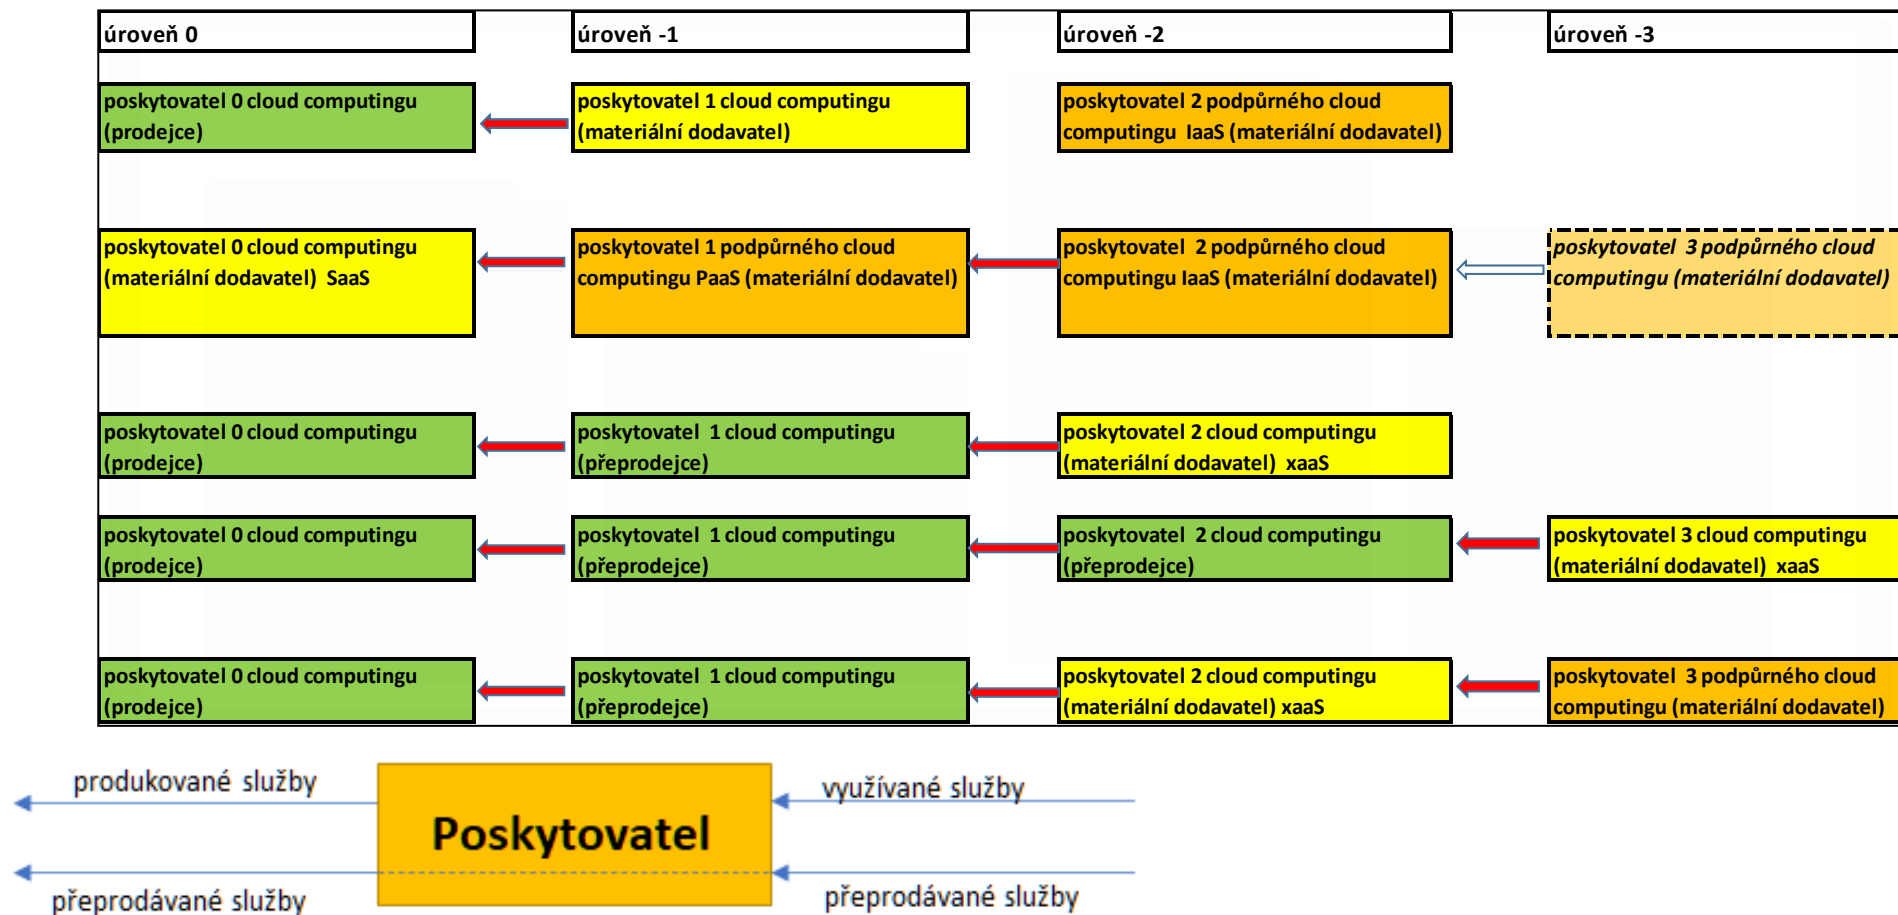 úroveň 0
úroveň -1
úroveň -2
úroveň -3
poskytovatel 0 cloud computingu
(prodejce)
poskytovatel 1 cloud computingu
(materiální dodavatel)
poskytovatel 2 podpůrného cloud
computingu IaaS (materiální dodavatel)
poskytovatel 0 cloud computingu
(materiální dodavatel) SaaS
poskytovatel 1 podpůrného cloud
computingu PaaS (materiální dodavatel)
poskytovatel 2 podpůrného cloud
computingu IaaS (materiální dodavatel)
poskytovatel 3 podpůrného cloud
computingu (materiální dodavatel)
poskytovatel 0 cloud computingu
(prodejce)
poskytovatel 1 cloud computingu
(přeprodejce)
poskytovatel 2 cloud computingu
(materiální dodavatel) xaaS
poskytovatel 0 cloud computingu
(prodejce)
poskytovatel 1 cloud computingu
(přeprodejce)
poskytovatel 2 cloud computingu
(přeprodejce)
poskytovatel 3 cloud computingu
(materiální dodavatel) xaaS
poskytovatel 0 cloud computingu
(prodejce)
poskytovatel 1 cloud computingu
(přeprodejce)
poskytovatel 2 cloud computingu
(materiální dodavatel) xaaS
poskytovatel 3 podpůrného cloud
computingu (materiální dodavatel)
produkované služby
využívané služby
Poskytovatel
přeprodávané služby
přeprodávané služby